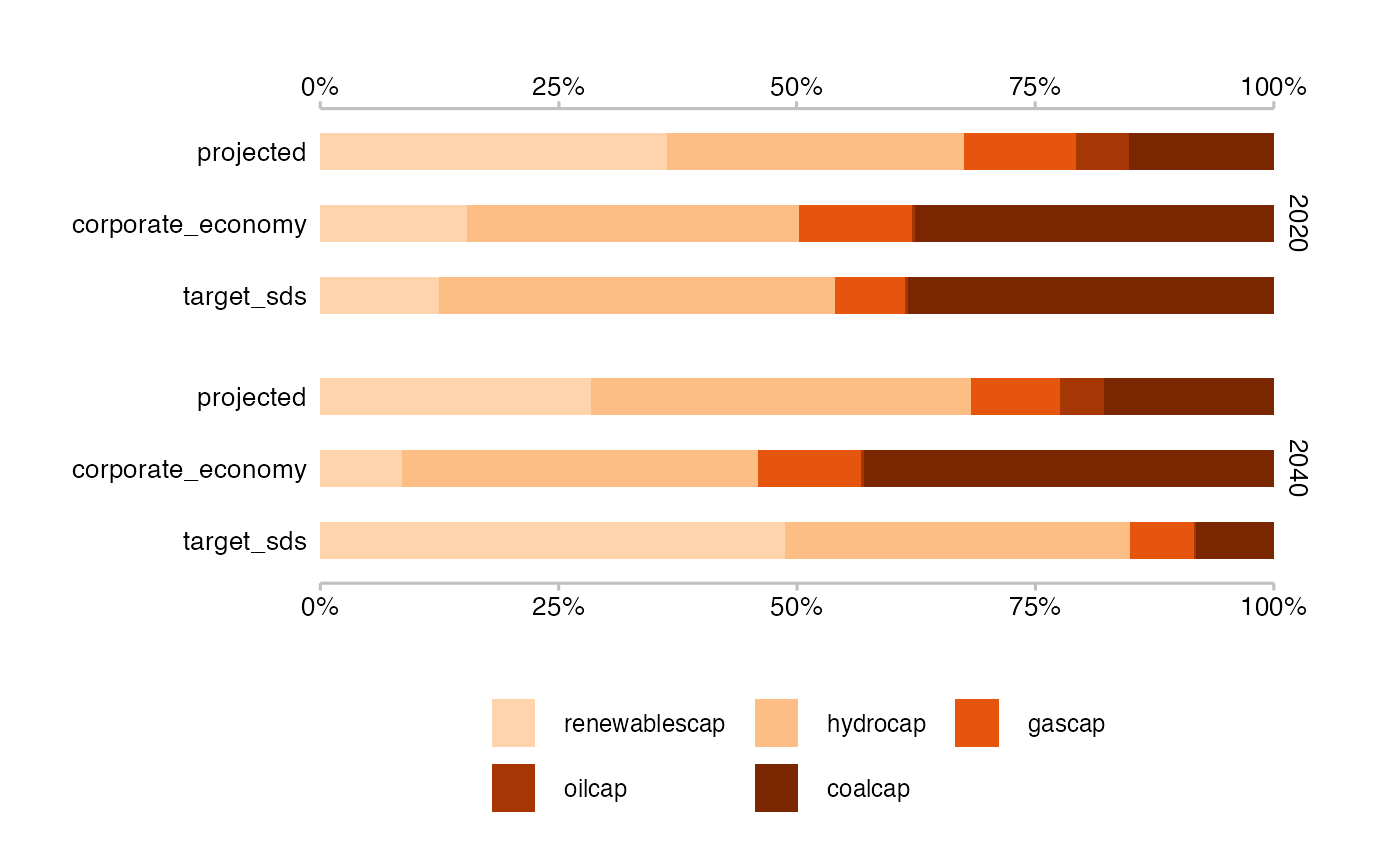 0% 25% 50% 75% 100%
projected
corporate_economy
target_sds
2020
projected
corporate_economy
target_sds
2040
0% 25% 50% 75% 100%
renewablescap hydrocap gascap
oilcap coalcap